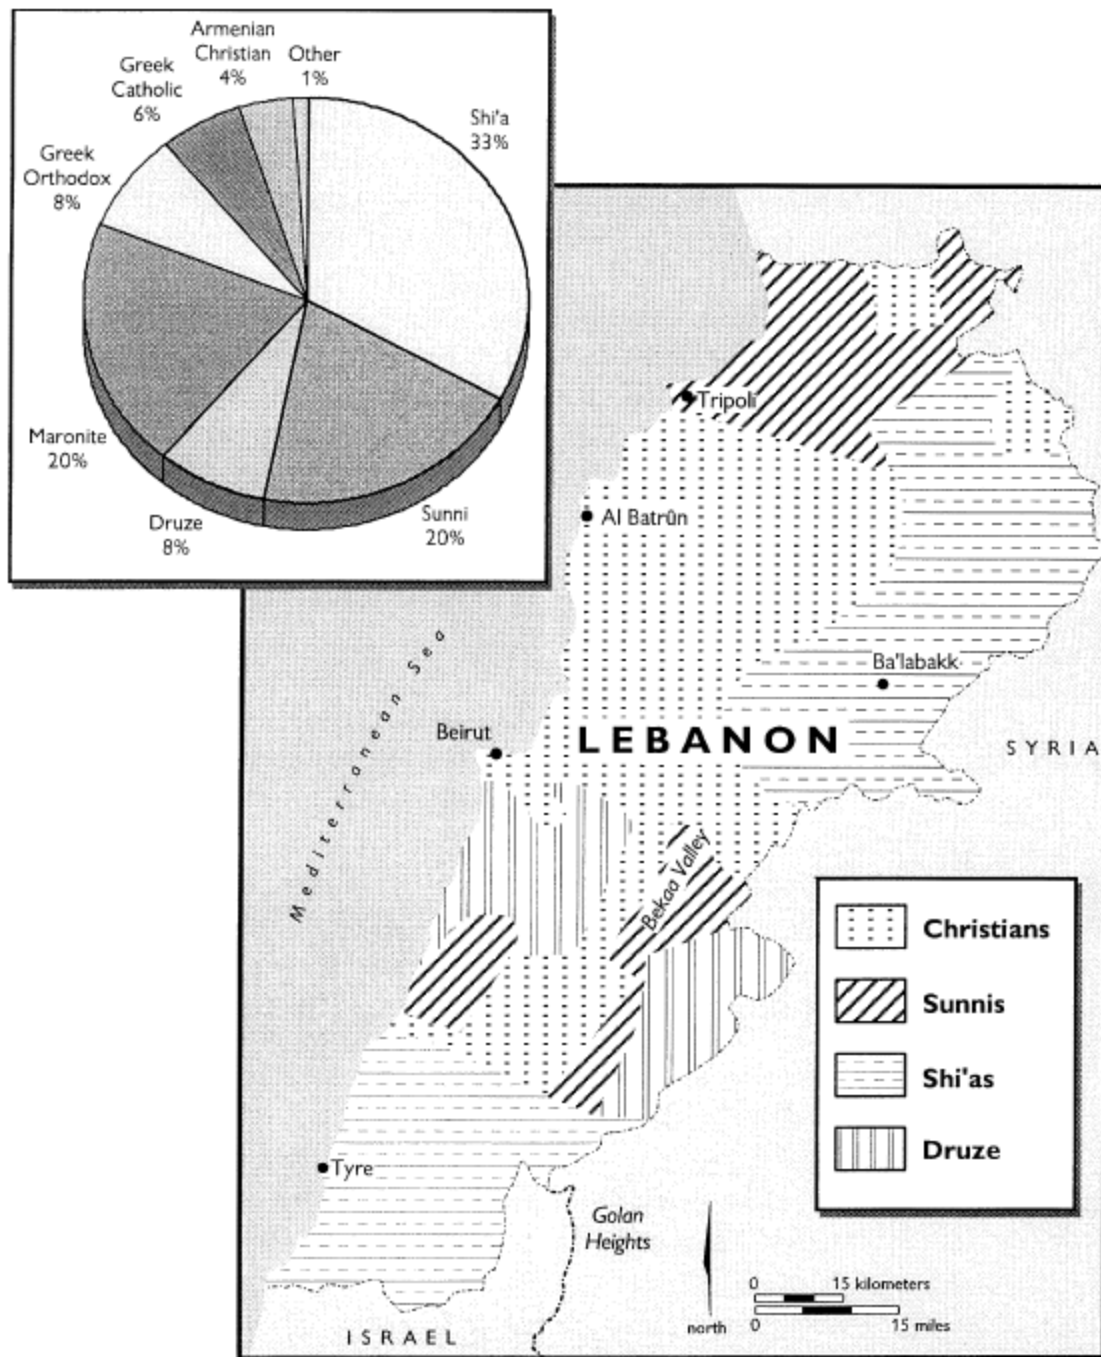 Armenian
Christian
4%
Other
1%
Greek
Catholic
6%
Shi'a
33%
Greek
Orthodox
8%
Maronite
20%
Druze
8%
Sunni
20%
Tripoli
Al Batrûn
Ba'labakk
Mediterranean Sea
Beirut
LEBANON
SYRIA
Bekaa Valley
Christians
Sunnis
Shi'as
Druze
Tyre
Golan
Heights
0 15 kilometers
0 15 miles
north
ISRAEL